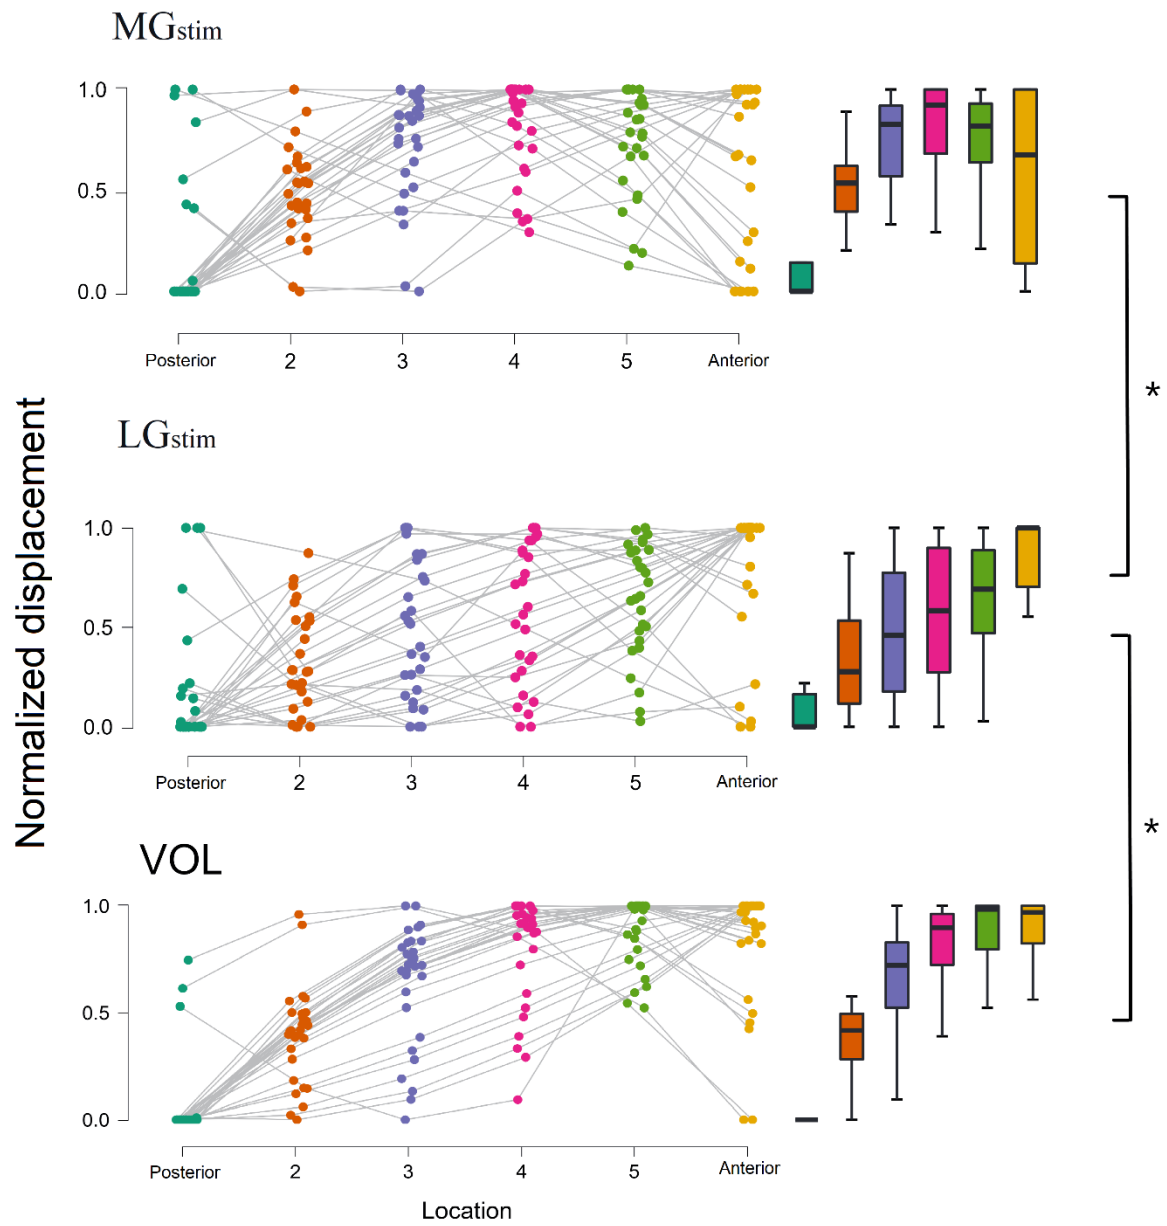 MGstim
1.0
0.5
0.0
Posterior 2 3 4 5 Anterior
*
Normalized displacement
LGstim
1.0
0.5
0.0
Posterior 2 3 4 5 Anterior
*
VOL
1.0
0.5
0.0
Posterior 2 3 4 5 Anterior
Location